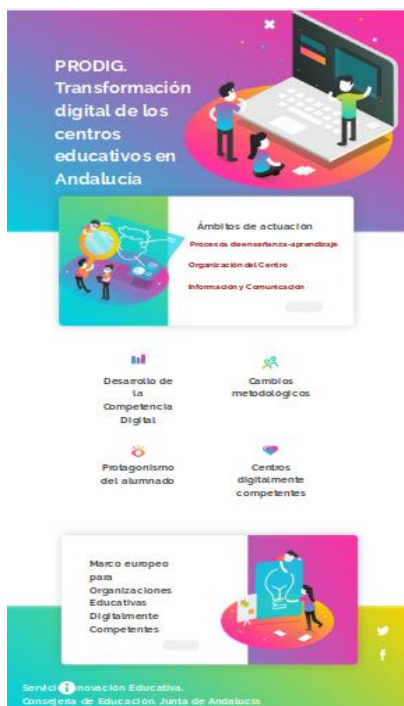 PRODIG.
Transformación
digital de los
centros
educativos en
Andalucía
Ámbitos de actuación
Procesos deenseñanza-aprendizaje
Organización del Centro
Información y Comunicación
Desarrollo de
la
Competencia
Digital
Cambios
metodológicos
Protagonismo
del alumnado
Centros
digitalmente
competentes
Marco europeo
para
Organizaciones
Educativas
Digitalmente
Competentes
Servici i nnovación Educativa.
Consejería de Educación. Junta de Andalucía